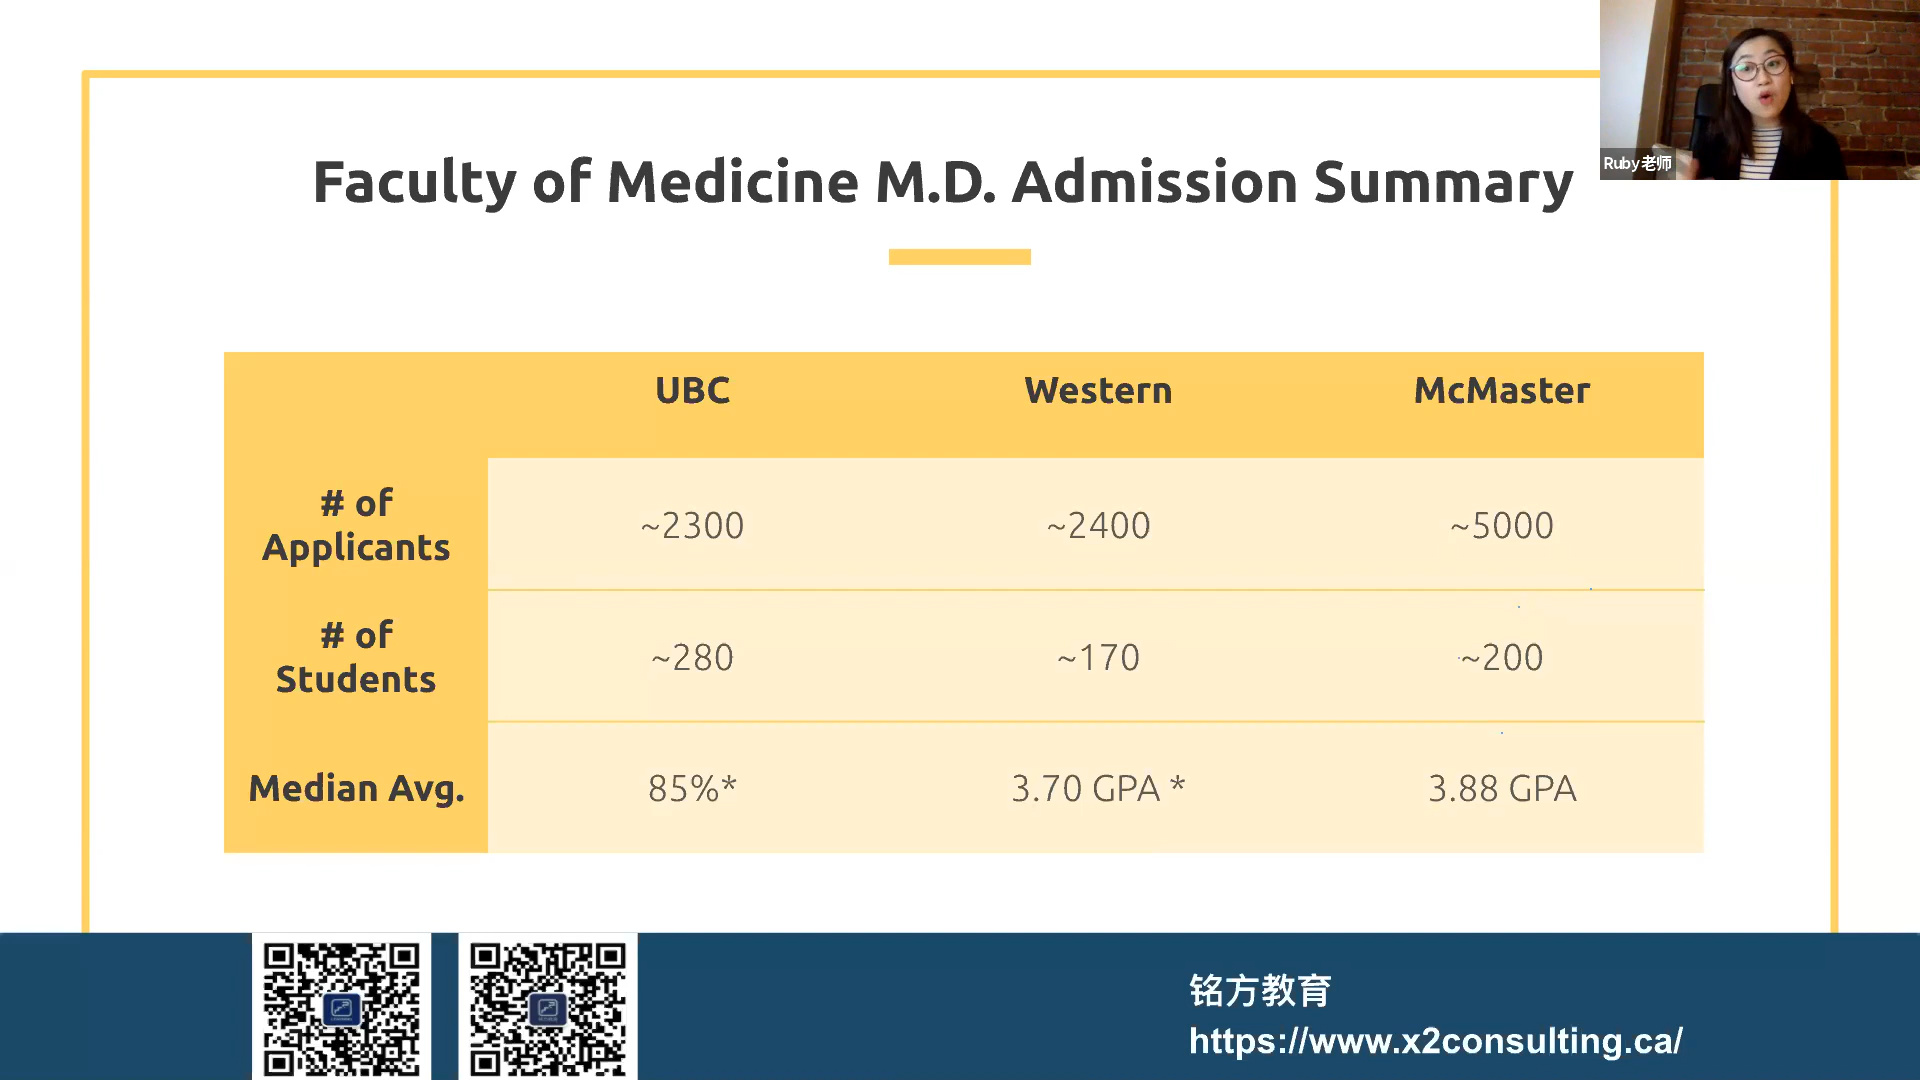 Faculty of Medicine M.D. Admission Summary
Ruby老师
UBC Western McMaster
# of
Applicants
~2300 ~2400 ~5000
# of
Students
~280 ~170 ~200
Median Avg. 85%* 3.70 GPA * 3.88 GPA
铭方教育
https://www.x2consulting.ca/